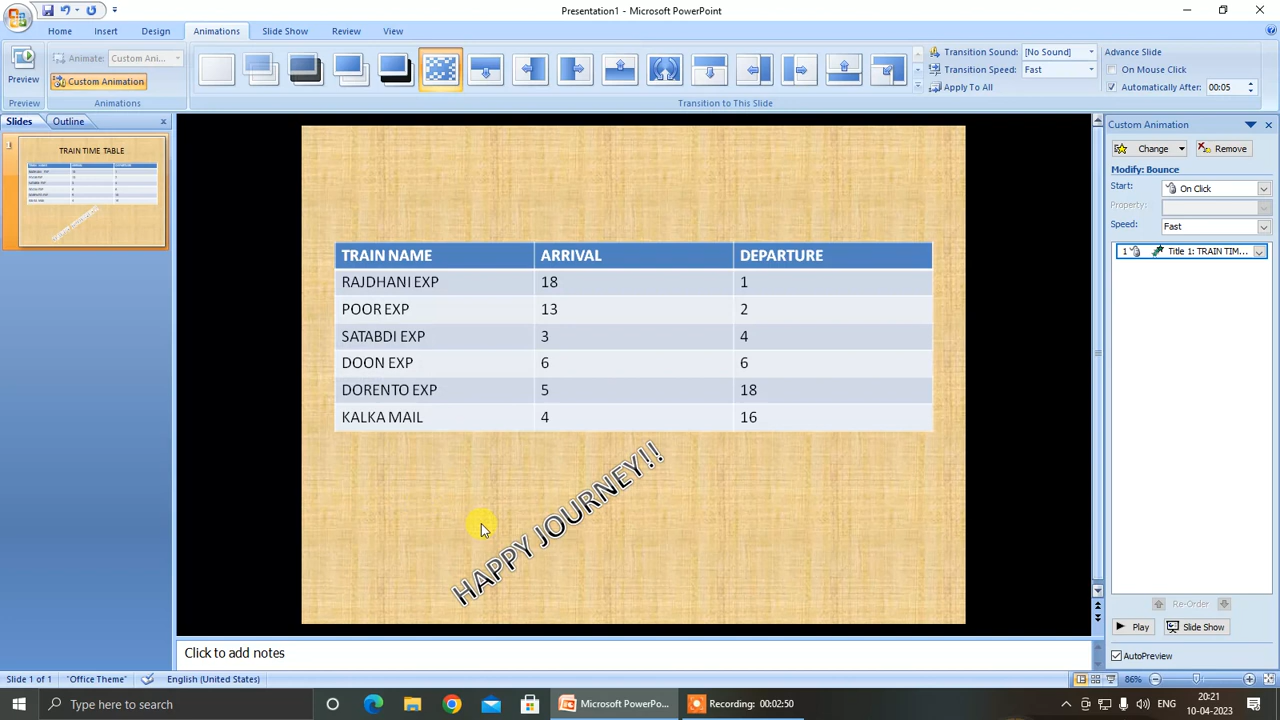 Presentation1 - Microsoft PowerPoint
Home Insert Design Animations Slide Show Review View
Preview
Preview
Animate: Custom Ani...
Custom Animation
Animations
Transition to This Slide
Transition Sound: [No Sound]
Transition Speed: Fast
Apply To All
Advance Slide
On Mouse Click
Automatically After: 00:05
Slides Outline
1
TRAIN TIME TABLE
TRAIN NAME ARRIVAL DEPARTURE
RAJDHANI EXP 18 1
POOR EXP 13 2
SATABDI EXP 3 4
DOON EXP 6 6
DORENTO EXP 5 18
KALKA MAIL 4 16
HAPPY JOURNEY!!
Click to add notes
Custom Animation
Change Remove
Modify: Bounce
Start: On Click
Property:
Speed: Fast
1 Title 1: TRAIN TIM...
Re-Order
Play Slide Show
AutoPreview
Slide 1 of 1 "Office Theme" English (United States) 86%
Type here to search
Microsoft PowerPo...
Recording: 00:02:50
ENG
20:21
10-04-2023